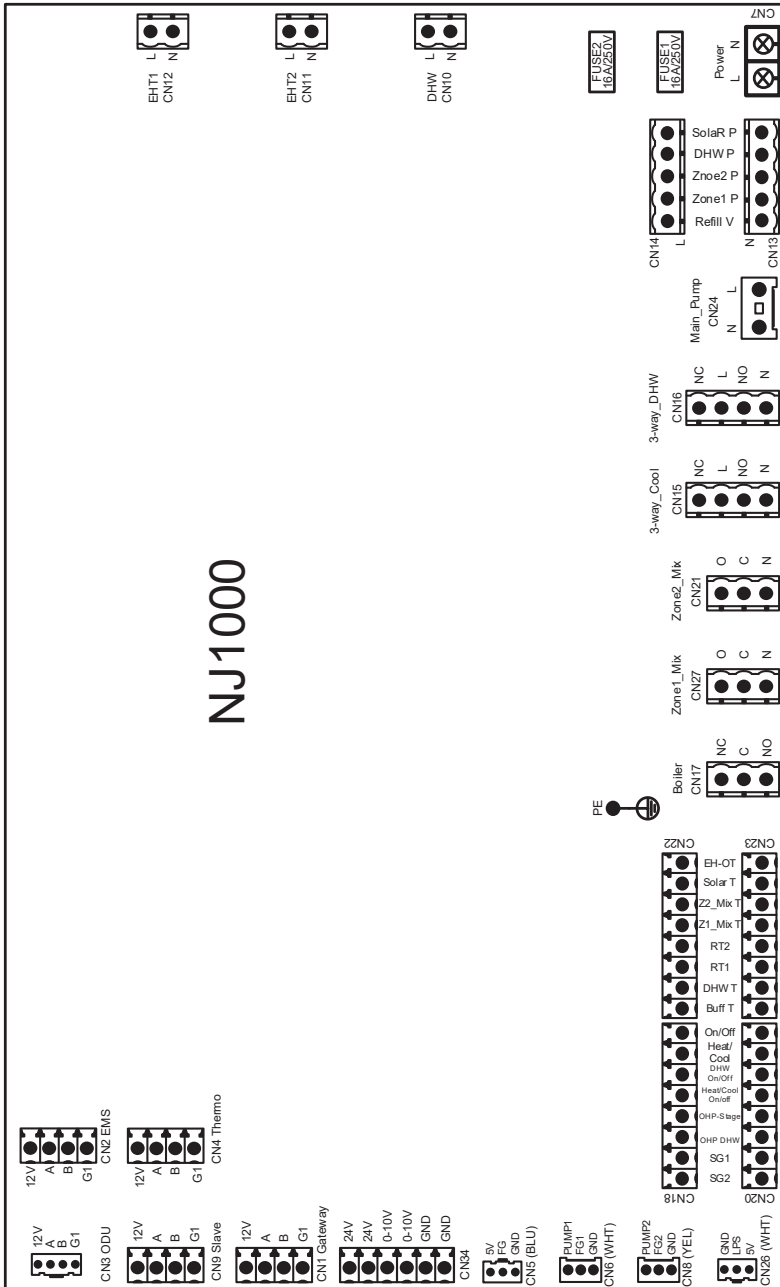 L
N
EHT1
CN12
L
N
EHT2
CN11
L
N
DHW
CN10
FUSE2
16A/250V
FUSE1
16A/250V
CN7
Power
N
L
SolaR P
DHW P
Znoe2 P
Zone1 P
Refill V
CN14
L
N
CN13
Main_Pump
CN24
N
L
3-way_DHW
CN16
NC
L
NO
N
3-way_Cool
CN15
NC
L
NO
N
Zone2_Mix
CN21
O
C
N
Zone1_Mix
CN27
O
C
N
Boiler
CN17
NC
C
NO
NJ1000
PE
CN22
CN23
EH-OT
Solar T
Z2_Mix T
Z1_Mix T
RT2
RT1
DHW T
Buff T
On/Off
Heat/
Cool
DHW
On/Off
Heat/Cool
On/off
OHP-Stage
OHP DHW
SG1
SG2
CN18
CN20
12V
A
B
G1
CN2 EMS
12V
A
B
G1
CN4 Thermo
12V
A
B
G1
CN3 ODU
12V
A
B
G1
CN9 Slave
12V
A
B
G1
CN1 Gateway
24V
24V
0-10V
0-10V
GND
GND
CN34
5V
FG
GND
CN5 (BLU)
PUMP1
FG1
GND
CN6 (WHT)
PUMP2
FG2
GND
CN8 (YEL)
GND
LPS
5V
CN26 (WHT)